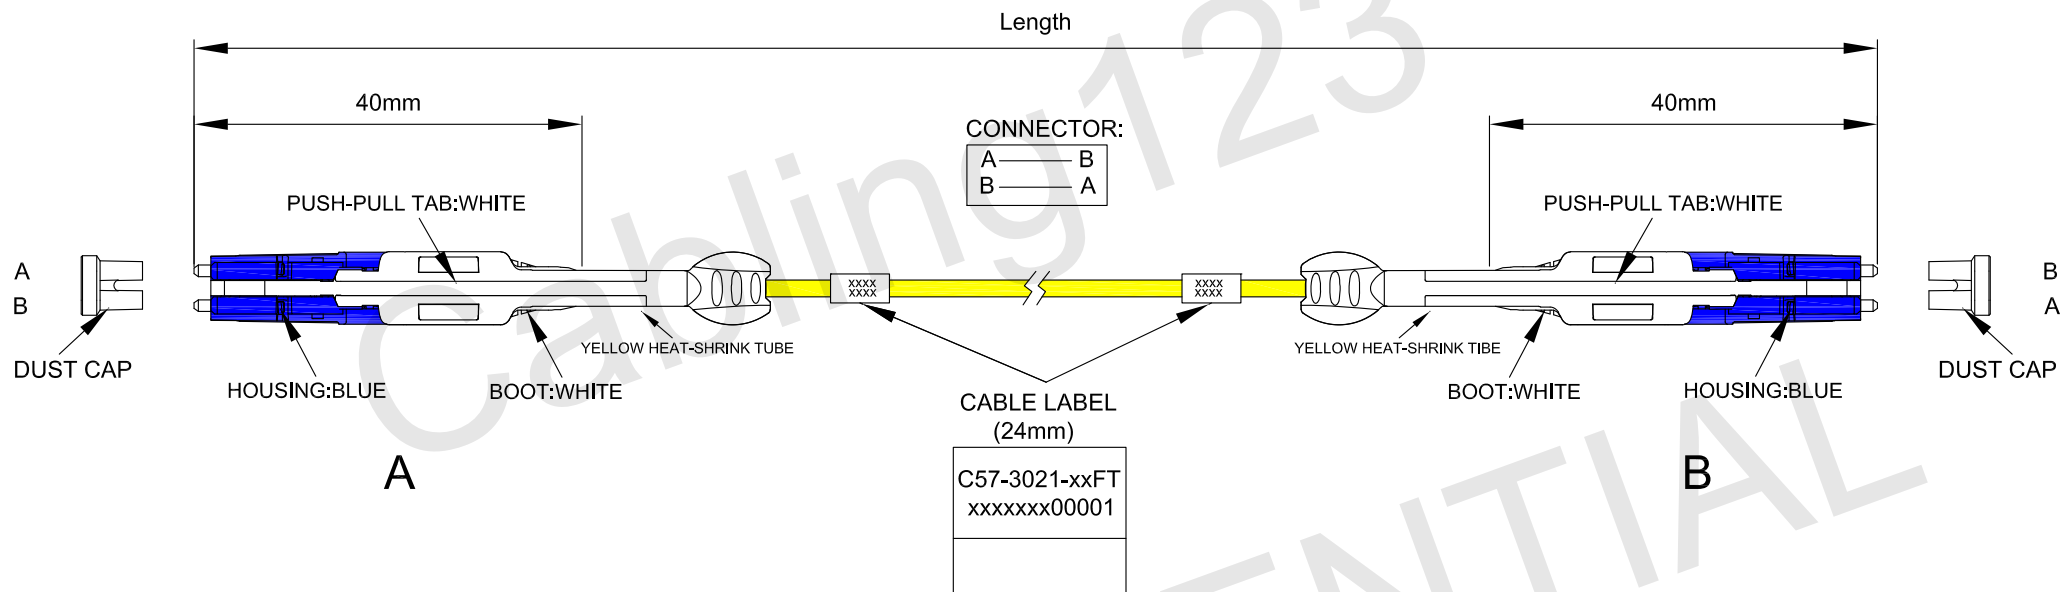 Length
40mm
40mm
CONNECTOR:
A B
B A
PUSH-PULL TAB:WHITE
PUSH-PULL TAB:WHITE
A
B
B
A
YELLOW HEAT-SHRINK TUBE
YELLOW HEAT-SHRINK TIBE
XXXX
XXXX
XXXX
XXXX
DUST CAP
HOUSING:BLUE
BOOT:WHITE
BOOT:WHITE
HOUSING:BLUE
DUST CAP
CABLE LABEL
(24mm)
A
B
C57-3021-xxFT
xxxxxxx00001
Cabling123